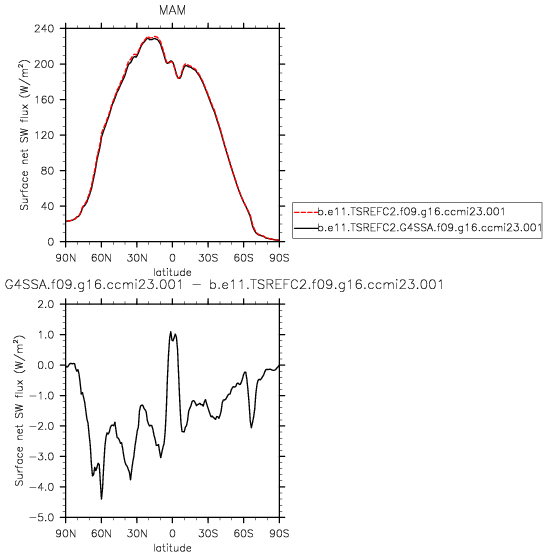 MAM
Surface net SW flux (W/m²)
240
200
160
120
80
40
0
90N 60N 30N 0 30S 60S 90S
latitude
b.e11.TSREFC2.f09.g16.ccmi23.001
b.e11.TSREFC2.G4SSA.f09.g16.ccmi23.001
G4SSA.f09.g16.ccmi23.001 − b.e11.TSREFC2.f09.g16.ccmi23.001
Surface net SW flux (W/m²)
2.0
1.0
0.0
-1.0
-2.0
-3.0
-4.0
-5.0
90N 60N 30N 0 30S 60S 90S
latitude